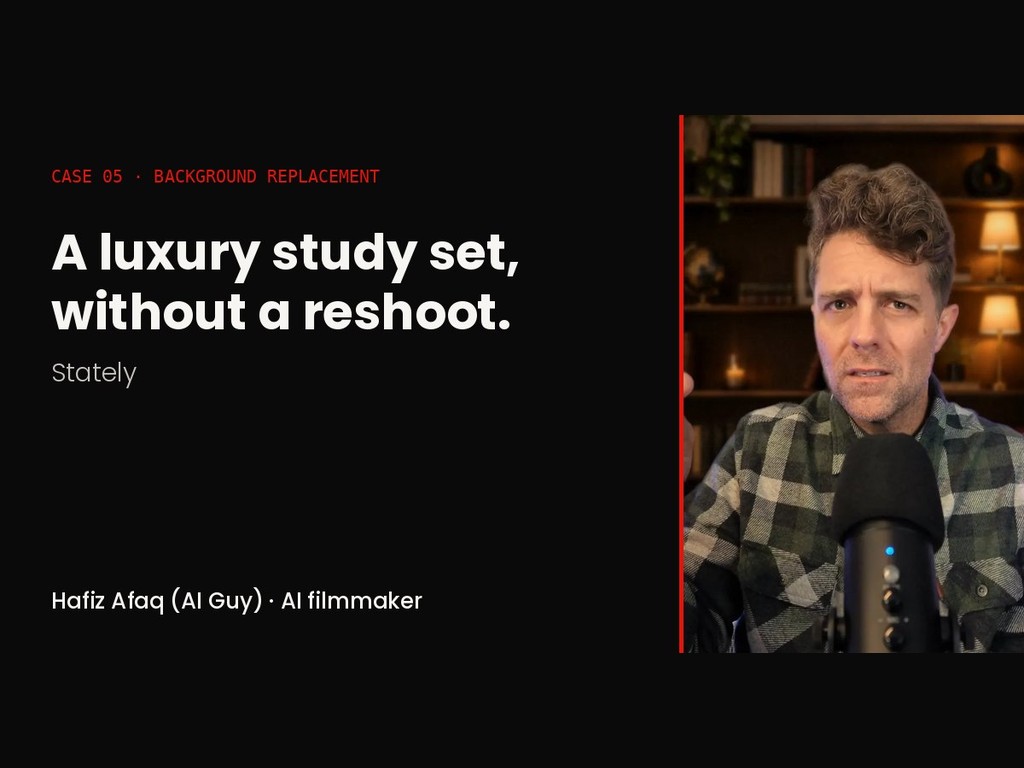 CASE 05 · BACKGROUND REPLACEMENT
A luxury study set,
without a reshoot.
Stately
Hafiz Afaq (AI Guy) · AI filmmaker